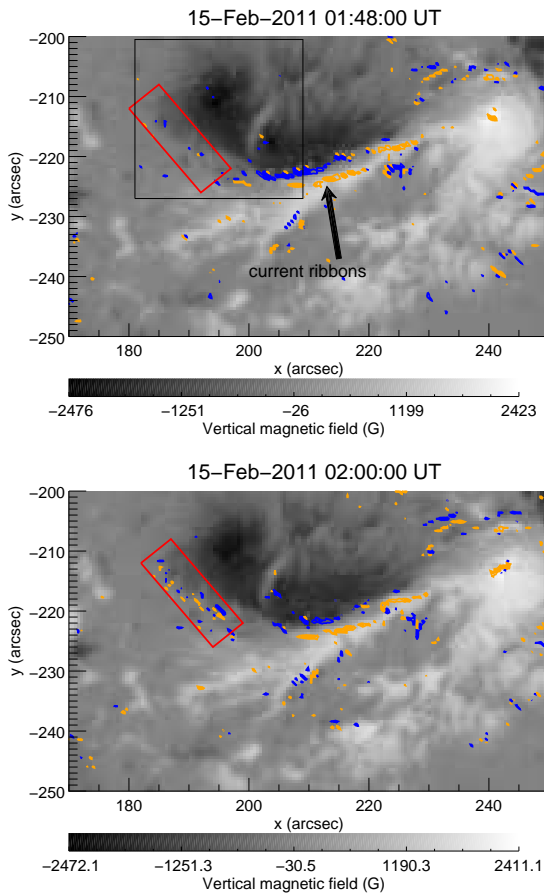 15-Feb-2011 01:48:00 UT
-200
-210
-220
-230
-240
-250
y (arcsec)
current ribbons
180 200 220 240
x (arcsec)
-2476 -1251 -26 1199 2423
Vertical magnetic field (G)
15-Feb-2011 02:00:00 UT
-200
-210
-220
-230
-240
-250
y (arcsec)
180 200 220 240
x (arcsec)
-2472.1 -1251.3 -30.5 1190.3 2411.1
Vertical magnetic field (G)